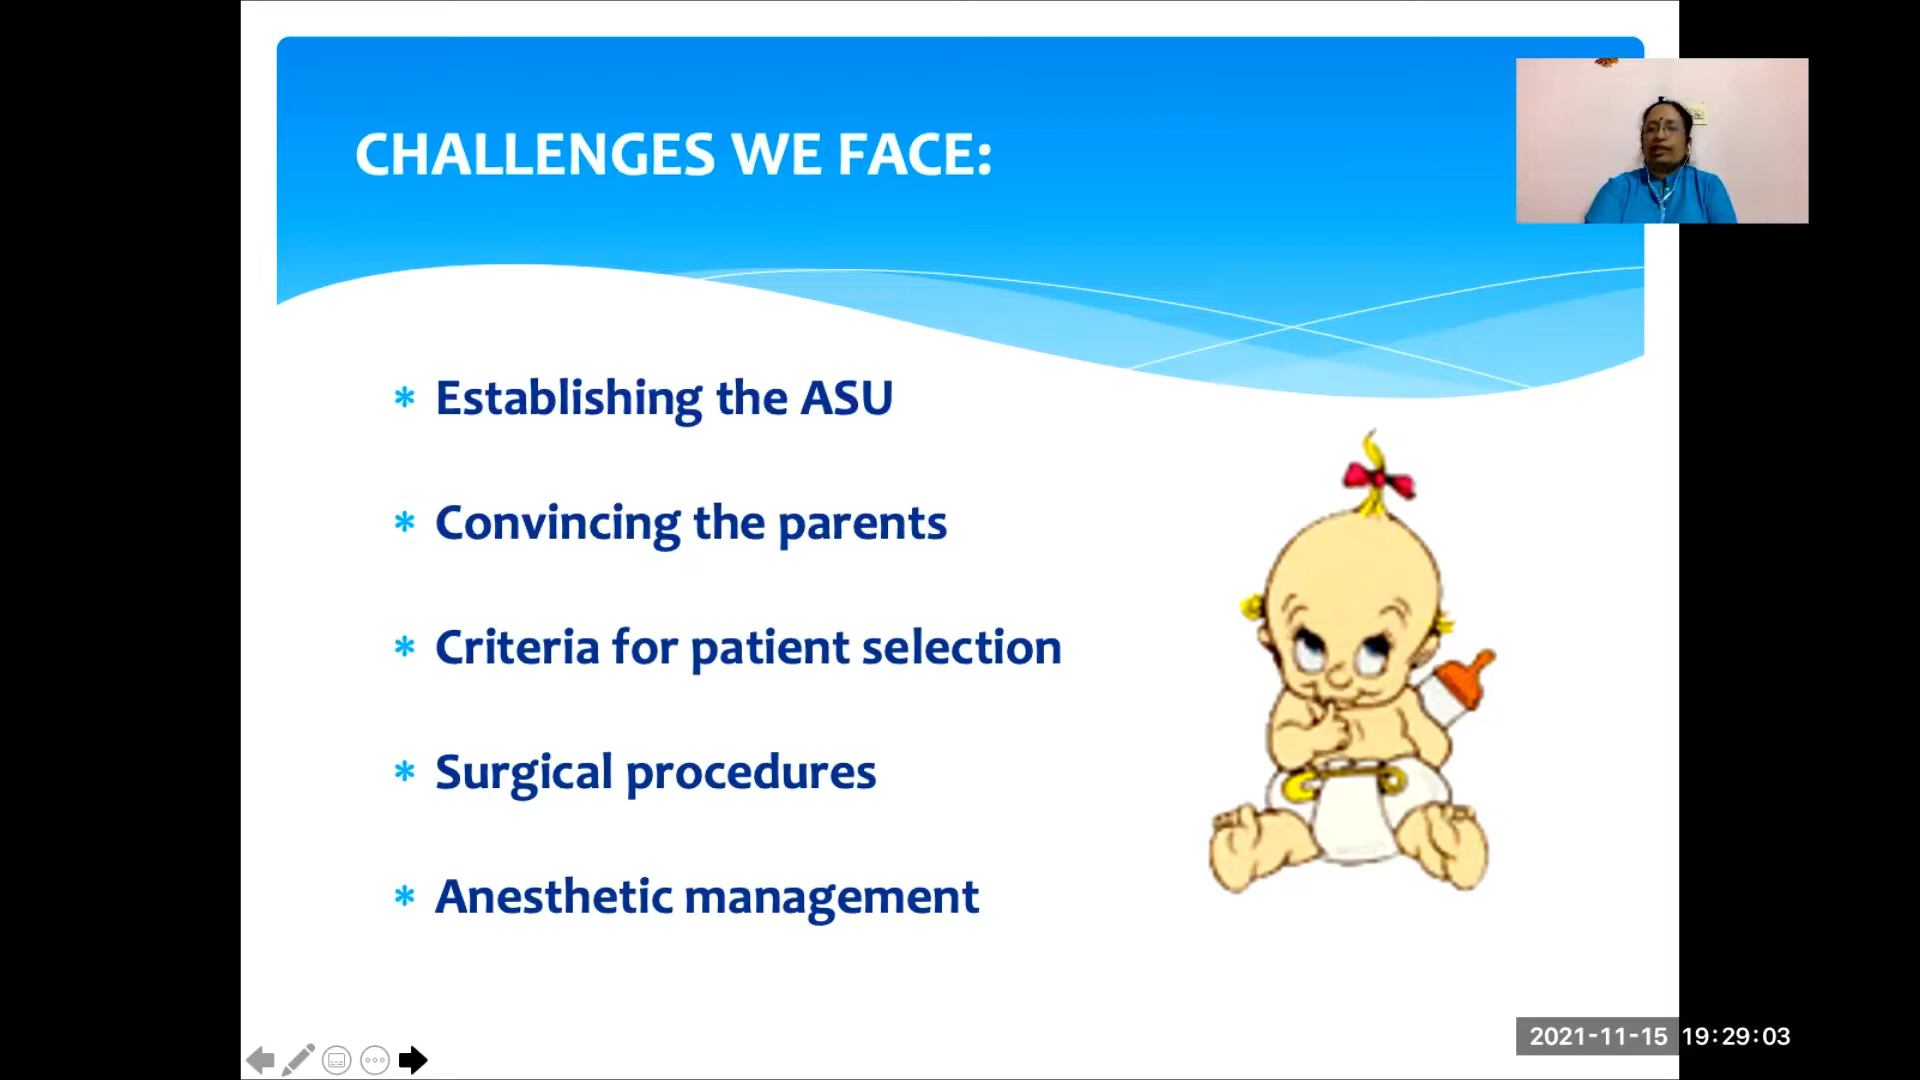 CHALLENGES WE FACE:
* Establishing the ASU
* Convincing the parents
* Criteria for patient selection
* Surgical procedures
* Anesthetic management
2021-11-15 19:29:03